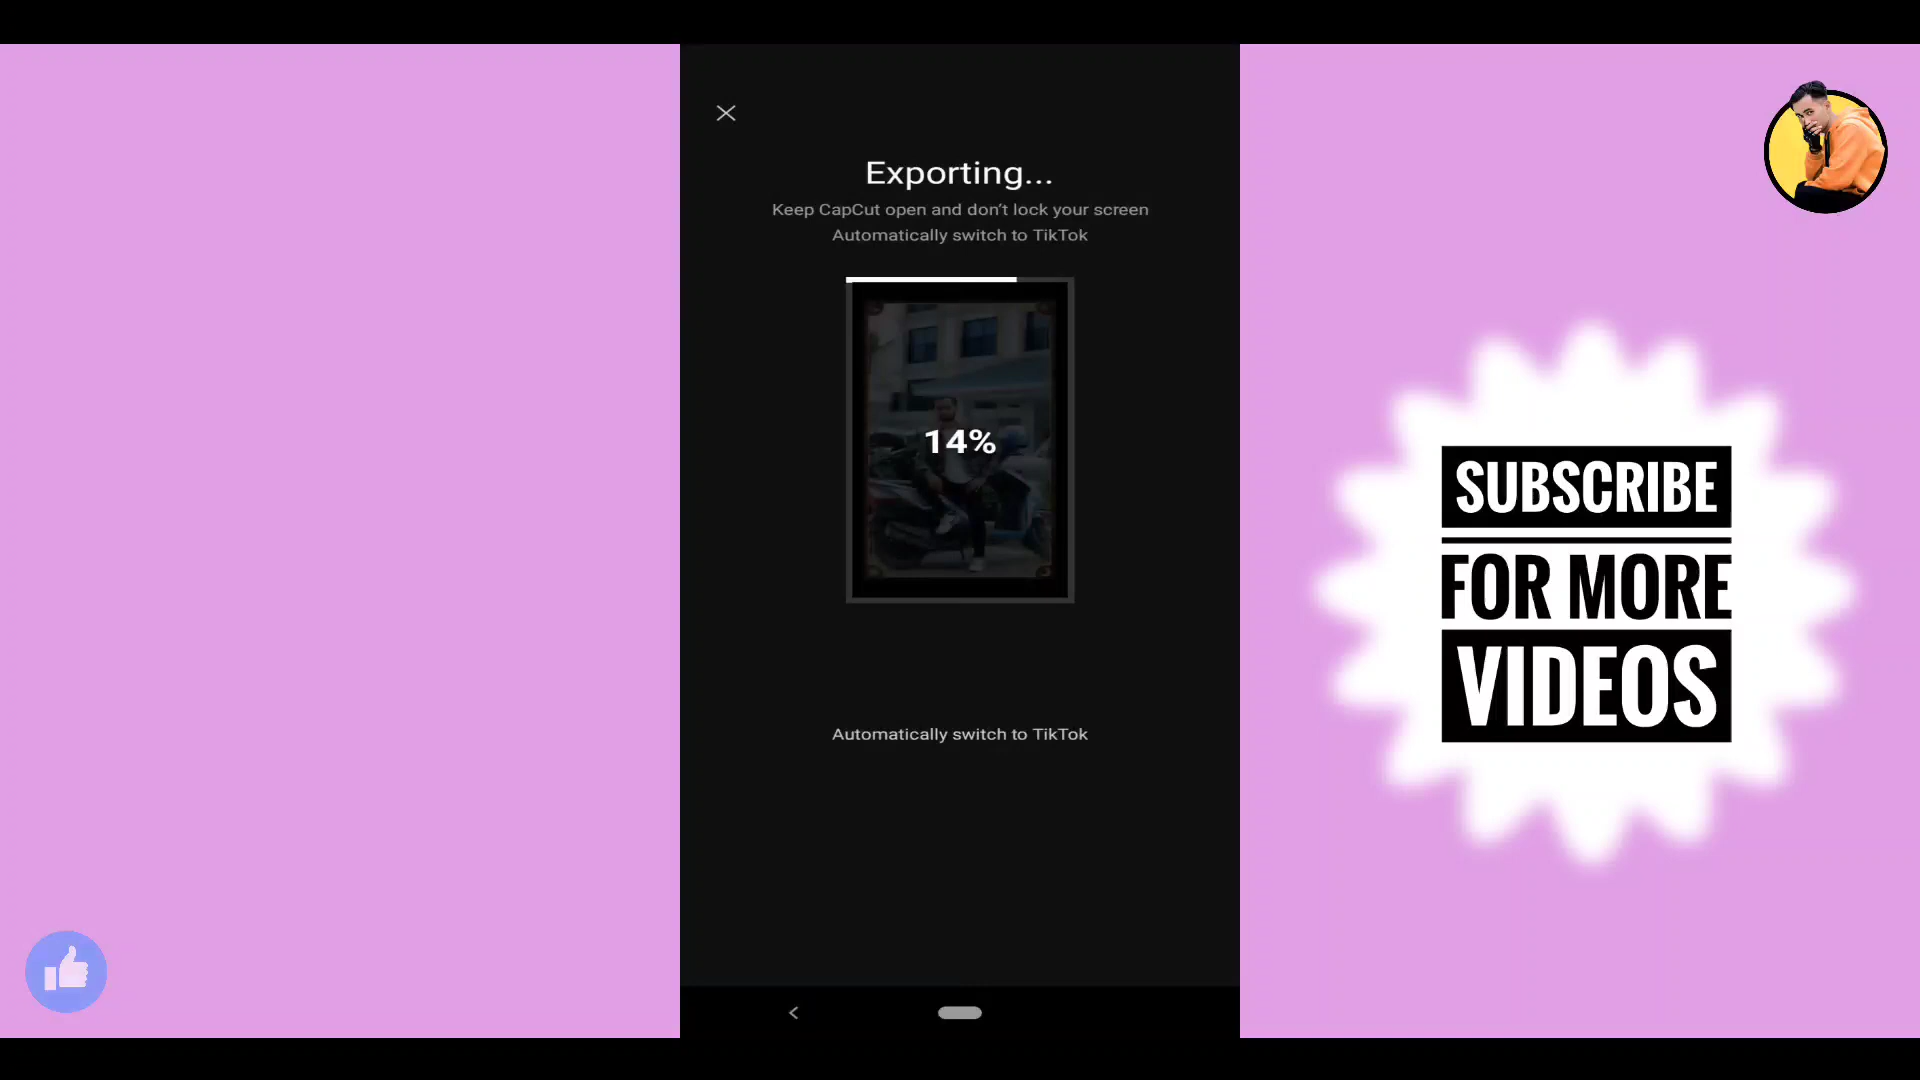 Exporting...
Keep CapCut open and don't lock your screen
Automatically switch to TikTok
14%
Automatically switch to TikTok
SUBSCRIBE
FOR MORE
VIDEOS